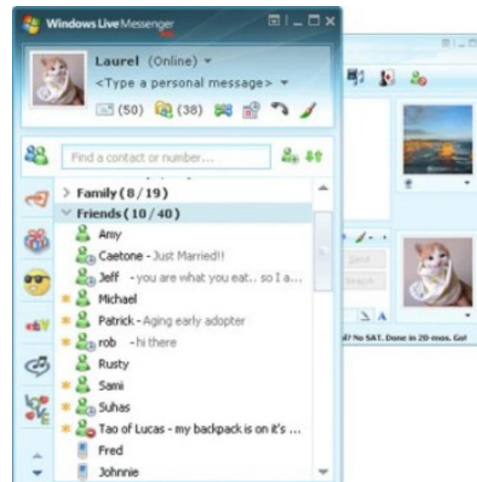 Windows Live Messenger
Laurel (Online)
<Type a personal message>
(50) (38)
Find a contact or number...
Family (8 / 19)
Friends ( 10 / 40)
Amy
Caetone - Just Married!!
Jeff - you are what you eat.. so I a...
Michael
Patrick - Aging early adopter
rob - hi there
Rusty
Sami
Suhas
Tao of Lucas - my backpack is on it's ...
Fred
Johnnie
ebY
LOVE
Send
Search
A
? No SAT. Done in 20-mos. Go!